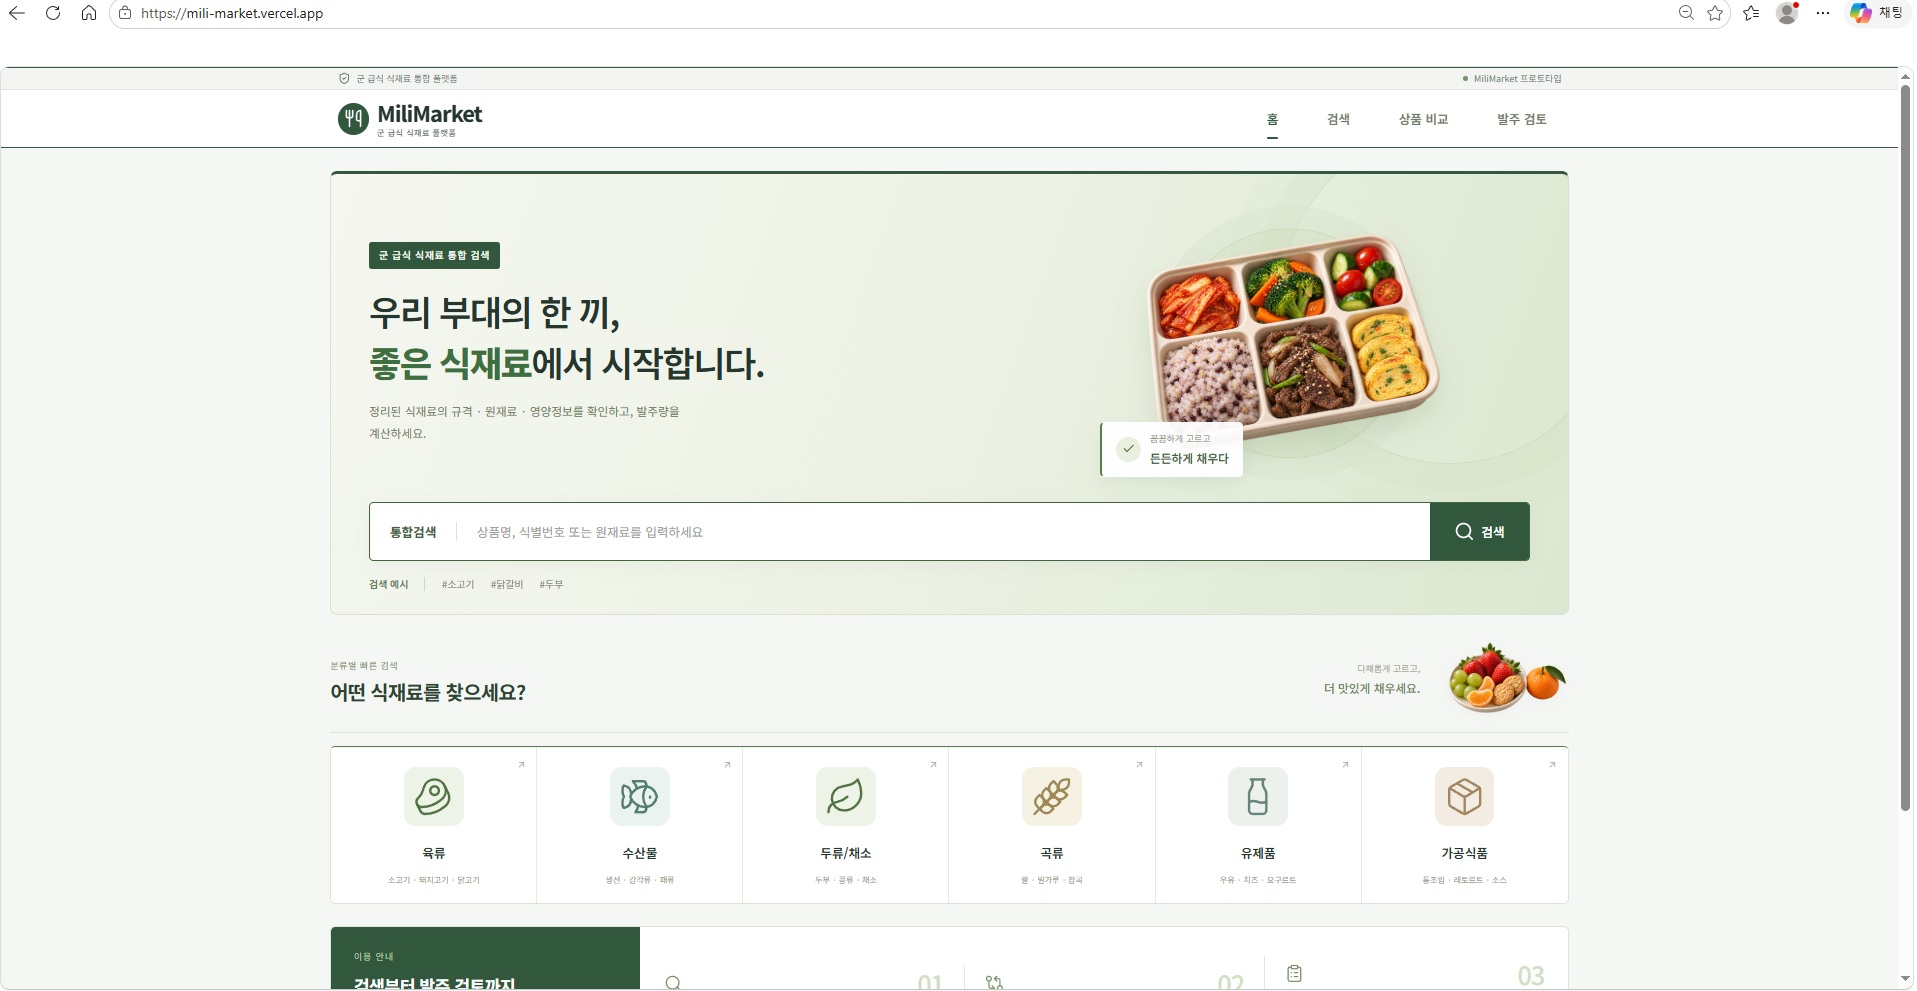 https://mili-market.vercel.app
채팅
군 급식 식재료 통합 플랫폼
MiliMarket 프로토타입
MiliMarket
군 급식 식재료 플랫폼
홈
검색
상품 비교
발주 검토
군 급식 식재료 통합 검색
우리 부대의 한 끼,
좋은 식재료에서 시작합니다.
정리된 식재료의 규격 · 원재료 · 영양정보를 확인하고, 발주량을
계산하세요.
꼼꼼하게 고르고
든든하게 채우다
통합검색
상품명, 식별번호 또는 원재료를 입력하세요
검색
검색 예시
#소고기
#닭갈비
#두부
분류별 빠른 검색
어떤 식재료를 찾으세요?
다채롭게 고르고,
더 맛있게 채우세요.
육류
소고기 · 돼지고기 · 닭고기
수산물
생선 · 갑각류 · 패류
두류/채소
두부 · 콩류 · 채소
곡류
쌀 · 밀가루 · 잡곡
유제품
우유 · 치즈 · 요구르트
가공식품
통조림 · 레토르트 · 소스
이용 안내
검색부터 발주 검토까지
01
02
03